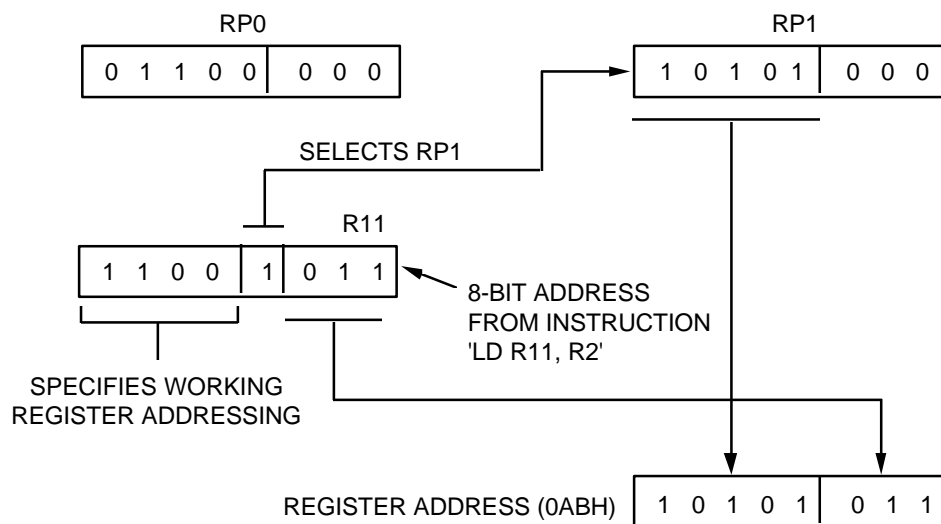 RP0
RP1
0 1 1 0 0 0 0 0
1 0 1 0 1 0 0 0
SELECTS RP1
R11
1 1 0 0 1 0 1 1
8-BIT ADDRESS
FROM INSTRUCTION
'LD R11, R2'
SPECIFIES WORKING
REGISTER ADDRESSING
REGISTER ADDRESS (0ABH)
1 0 1 0 1 0 1 1